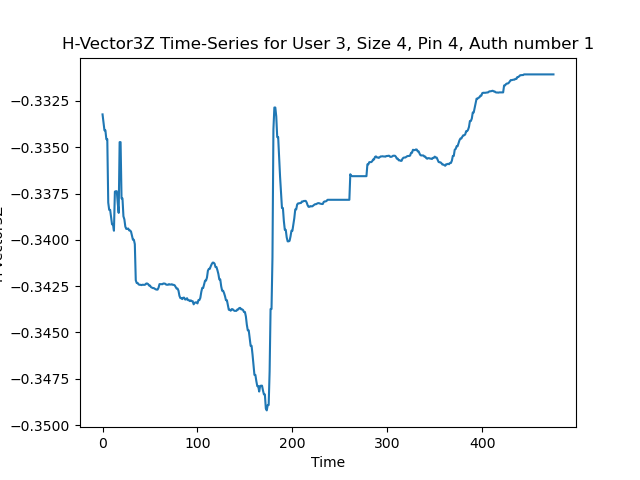 H-Vector3Z Time-Series for User 3, Size 4, Pin 4, Auth number 1
H-Vector3Z
−0.3325
−0.3350
−0.3375
−0.3400
−0.3425
−0.3450
−0.3475
−0.3500
0 100 200 300 400
Time